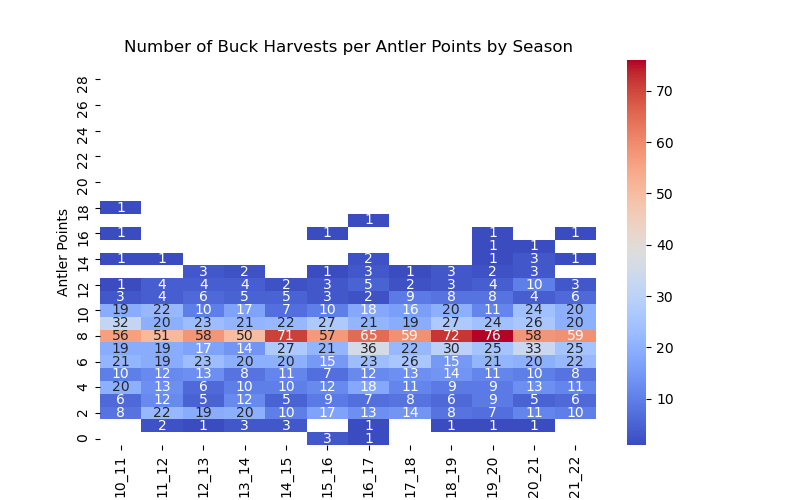 Number of Buck Harvests per Antler Points by Season
Antler Points
28
26
24
22
20
18 1
1
16 1 1 1 1
1 1
14 1 1 2 1 3 1
3 2 1 3 1 3 2 3
12 1 4 4 4 2 3 5 2 3 4 10 3
3 4 6 5 5 3 2 9 8 8 4 6
10 19 22 10 17 7 10 18 16 20 11 24 20
32 20 23 21 22 27 21 19 27 24 26 20
8 56 51 58 50 71 57 65 59 72 76 58 59
19 19 17 14 27 21 36 22 30 25 33 25
6 21 19 23 20 20 15 23 26 15 21 20 22
10 12 13 8 11 7 12 13 14 11 10 8
4 20 13 6 10 10 12 18 11 9 9 13 11
6 12 5 12 5 9 7 8 6 9 5 6
2 8 22 19 20 10 17 13 14 8 7 11 10
2 1 3 3 1 1 1 1
0 3 1
10_11 11_12 12_13 13_14 14_15 15_16 16_17 17_18 18_19 19_20 20_21 21_22
70
60
50
40
30
20
10